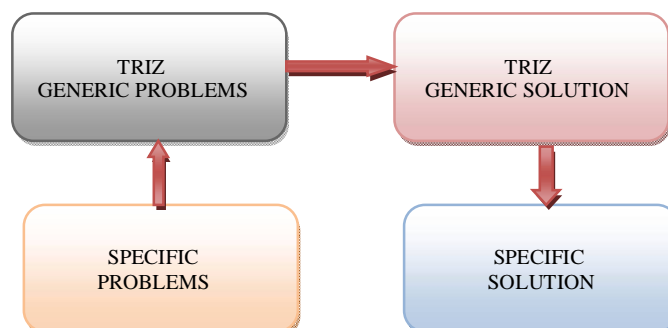 TRIZ
GENERIC PROBLEMS
TRIZ
GENERIC SOLUTION
SPECIFIC
PROBLEMS
SPECIFIC
SOLUTION